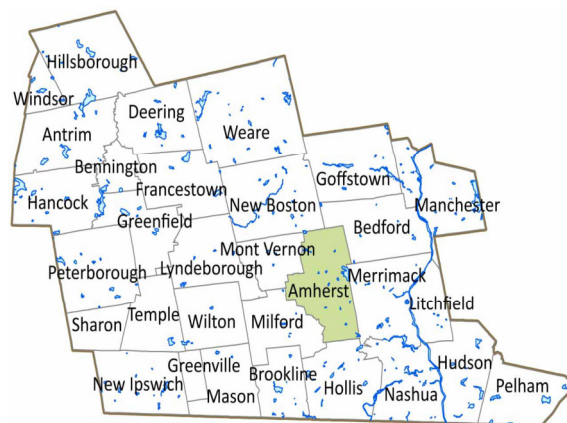 Hillsborough
Windsor
Deering
Antrim
Weare
Bennington
Goffstown
Francestown
Hancock
New Boston
Manchester
Greenfield
Bedford
Mont Vernon
Peterborough
Lyndeborough
Merrimack
Amherst
Litchfield
Sharon
Temple
Wilton
Milford
Hudson
Greenville
Brookline
New Ipswich
Hollis
Nashua
Pelham
Mason